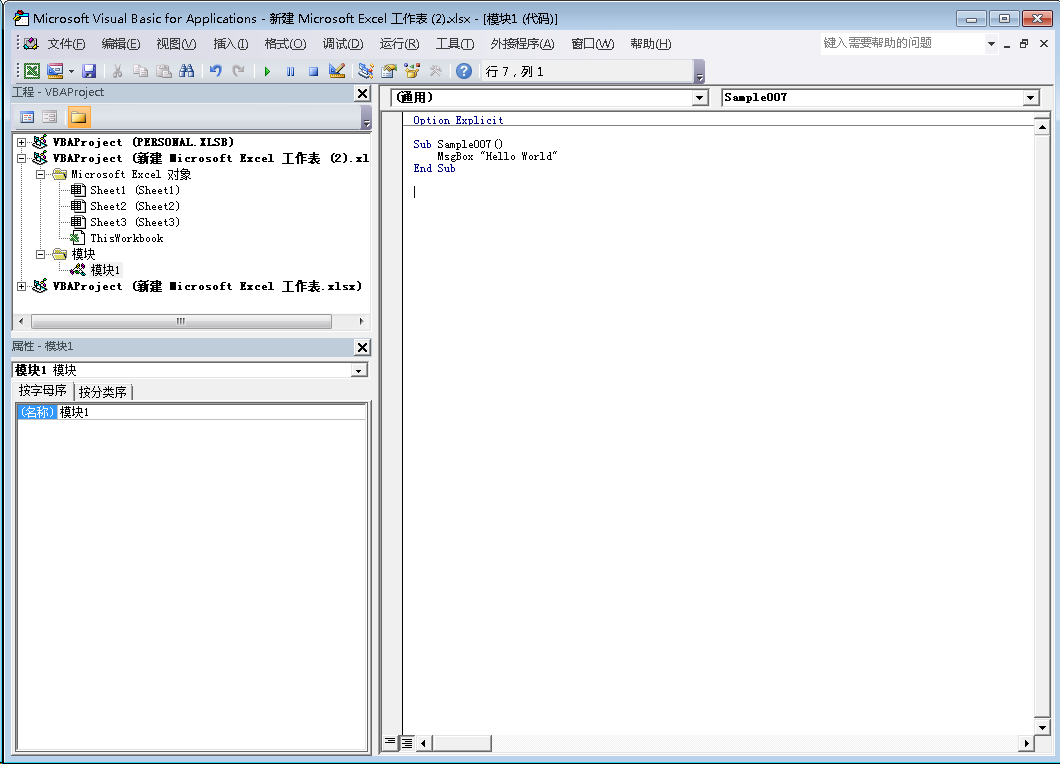 Microsoft Visual Basic for Applications - 新建 Microsoft Excel 工作表 (2).xlsx - [模块1 (代码)]
文件(F) 编辑(E) 视图(V) 插入(I) 格式(O) 调试(D) 运行(R) 工具(T) 外接程序(A) 窗口(W) 帮助(H) 键入需要帮助的问题
行 7，列 1
工程 - VBAProject
VBAProject (PERSONAL.XLSB)
VBAProject (新建 Microsoft Excel 工作表 (2).xl
Microsoft Excel 对象
Sheet1 (Sheet1)
Sheet2 (Sheet2)
Sheet3 (Sheet3)
ThisWorkbook
模块
模块1
VBAProject (新建 Microsoft Excel 工作表.xlsx)
属性 - 模块1
模块1 模块
按字母序 按分类序
(名称) 模块1
(通用) Sample007
Option Explicit
Sub Sample007()
MsgBox "Hello World"
End Sub